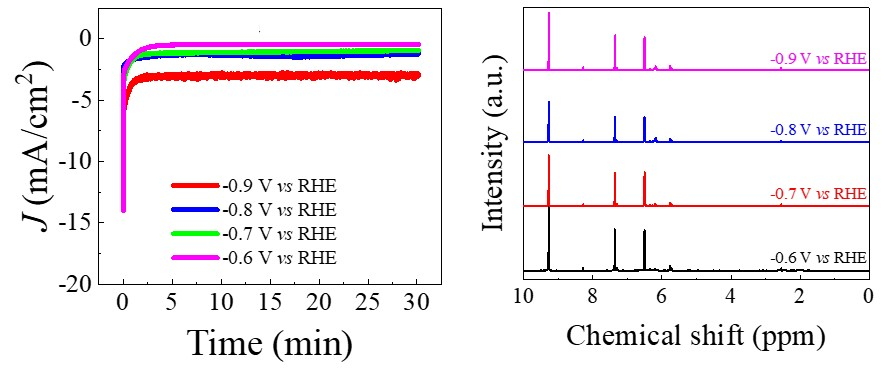 0
-5
-10
-15
-20
J (mA/cm²)
-0.9 V vs RHE
-0.8 V vs RHE
-0.7 V vs RHE
-0.6 V vs RHE
0 5 10 15 20 25 30
Time (min)
Intensity (a.u.)
-0.9 V vs RHE
-0.8 V vs RHE
-0.7 V vs RHE
-0.6 V vs RHE
10 8 6 4 2 0
Chemical shift (ppm)